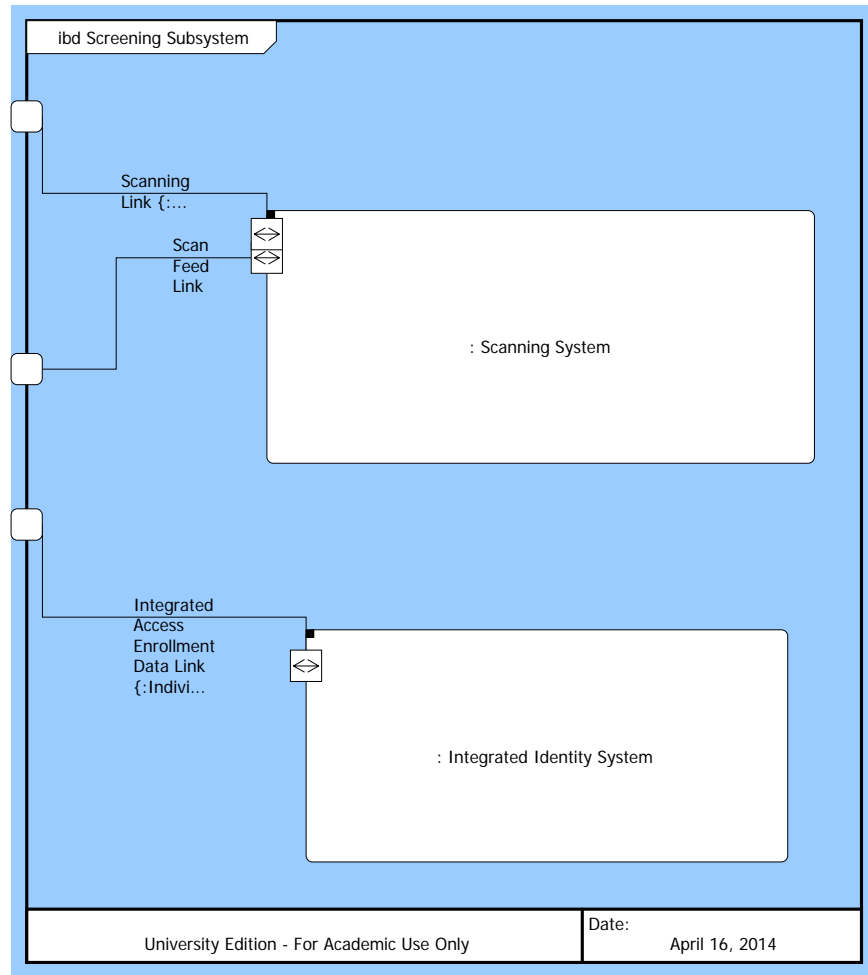 ibd Screening Subsystem
Scanning
Link {:...
Scan
Feed
Link
: Scanning System
Integrated
Access
Enrollment
Data Link
{:Indivi...
: Integrated Identity System
University Edition - For Academic Use Only
Date:
April 16, 2014